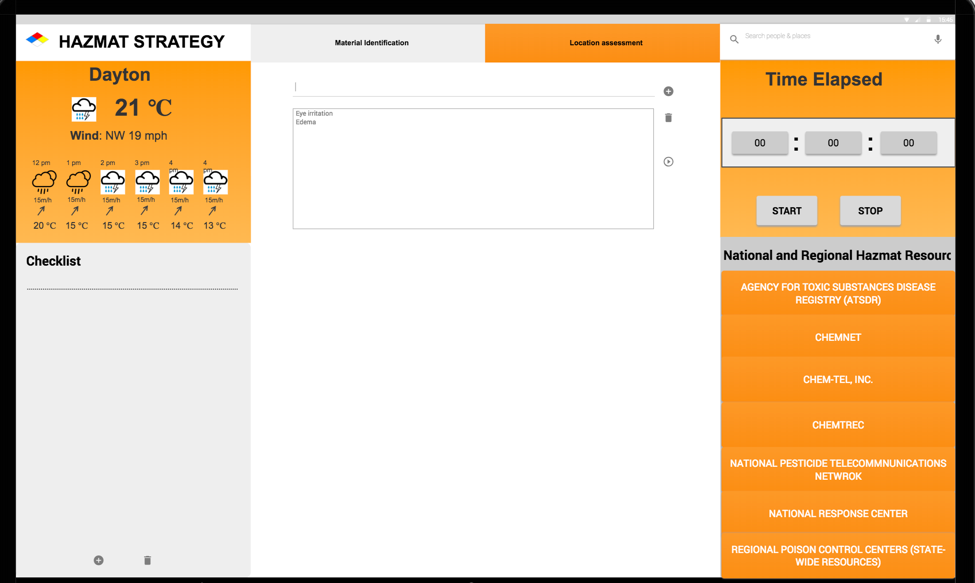 15:45
HAZMAT STRATEGY
Material Identification
Location assessment
Search people & places
Dayton
21 °C
Wind: NW 19 mph
12 pm 1 pm 2 pm 3 pm 4 pm 4 pm
15m/h 15m/h 15m/h 15m/h 15m/h 15m/h
20 °C 15 °C 15 °C 15 °C 14 °C 13 °C
Checklist
Eye irritation
Edema
Time Elapsed
00 : 00 : 00
START STOP
National and Regional Hazmat Resourc
AGENCY FOR TOXIC SUBSTANCES DISEASE
REGISTRY (ATSDR)
CHEMNET
CHEM-TEL, INC.
CHEMTREC
NATIONAL PESTICIDE TELECOMMNUNICATIONS
NETWROK
NATIONAL RESPONSE CENTER
REGIONAL POISON CONTROL CENTERS (STATE-
WIDE RESOURCES)